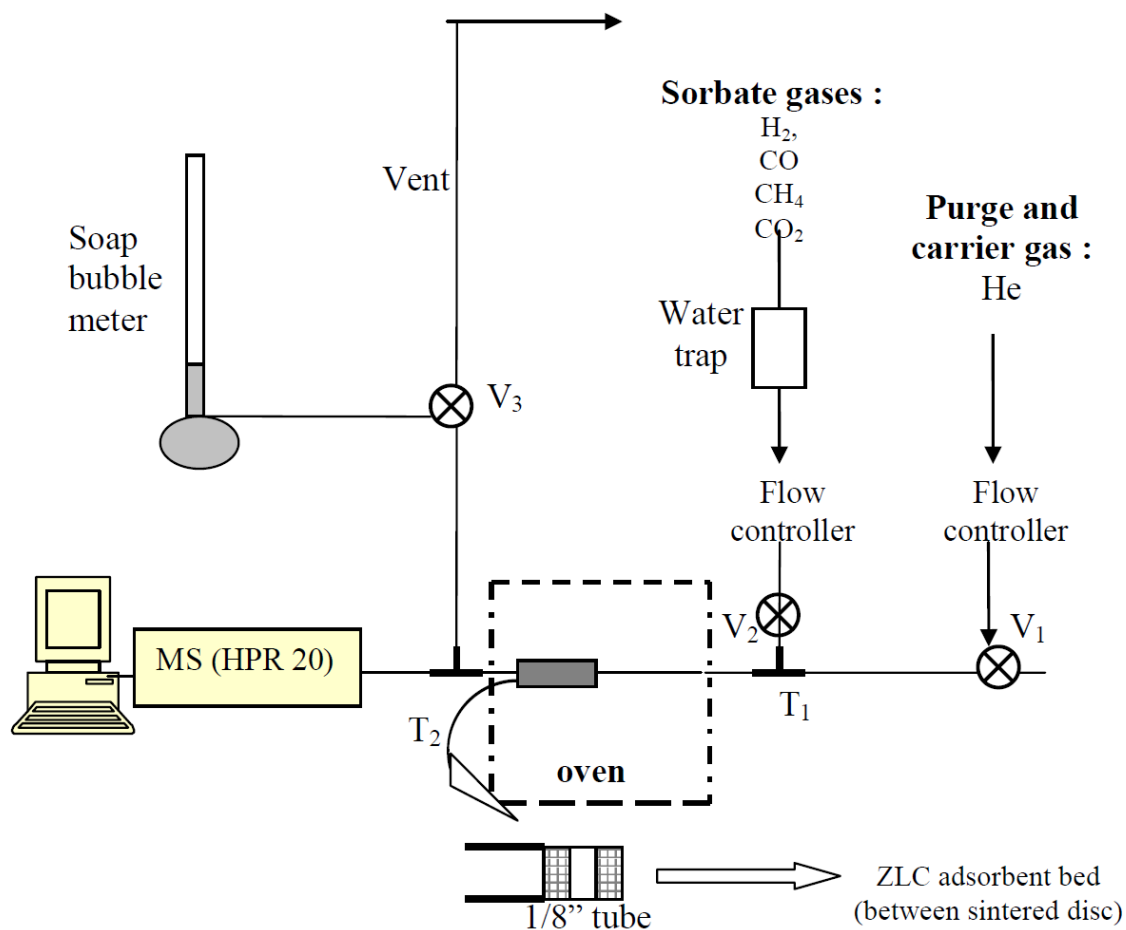 Sorbate gases :
H₂,
CO
CH₄
CO₂
Vent
Purge and
carrier gas :
He
Soap
bubble
meter
Water
trap
V₃
Flow
controller
Flow
controller
V₂
V₁
MS (HPR 20)
T₁
T₂
oven
1/8” tube
ZLC adsorbent bed
(between sintered disc)